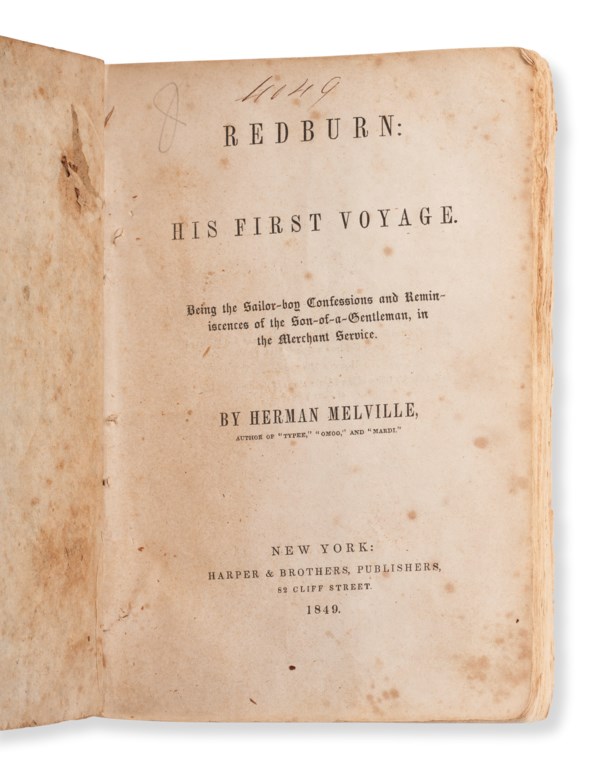 4049
REDBURN:
HIS FIRST VOYAGE.
Being the Sailor-boy Confessions and Remin-
iscences of the Son-of-a-Gentleman, in
the Merchant Service.
BY HERMAN MELVILLE,
AUTHOR OF "TYPEE," "OMOO," AND "MARDI."
NEW YORK:
HARPER & BROTHERS, PUBLISHERS,
82 CLIFF STREET.
1849.